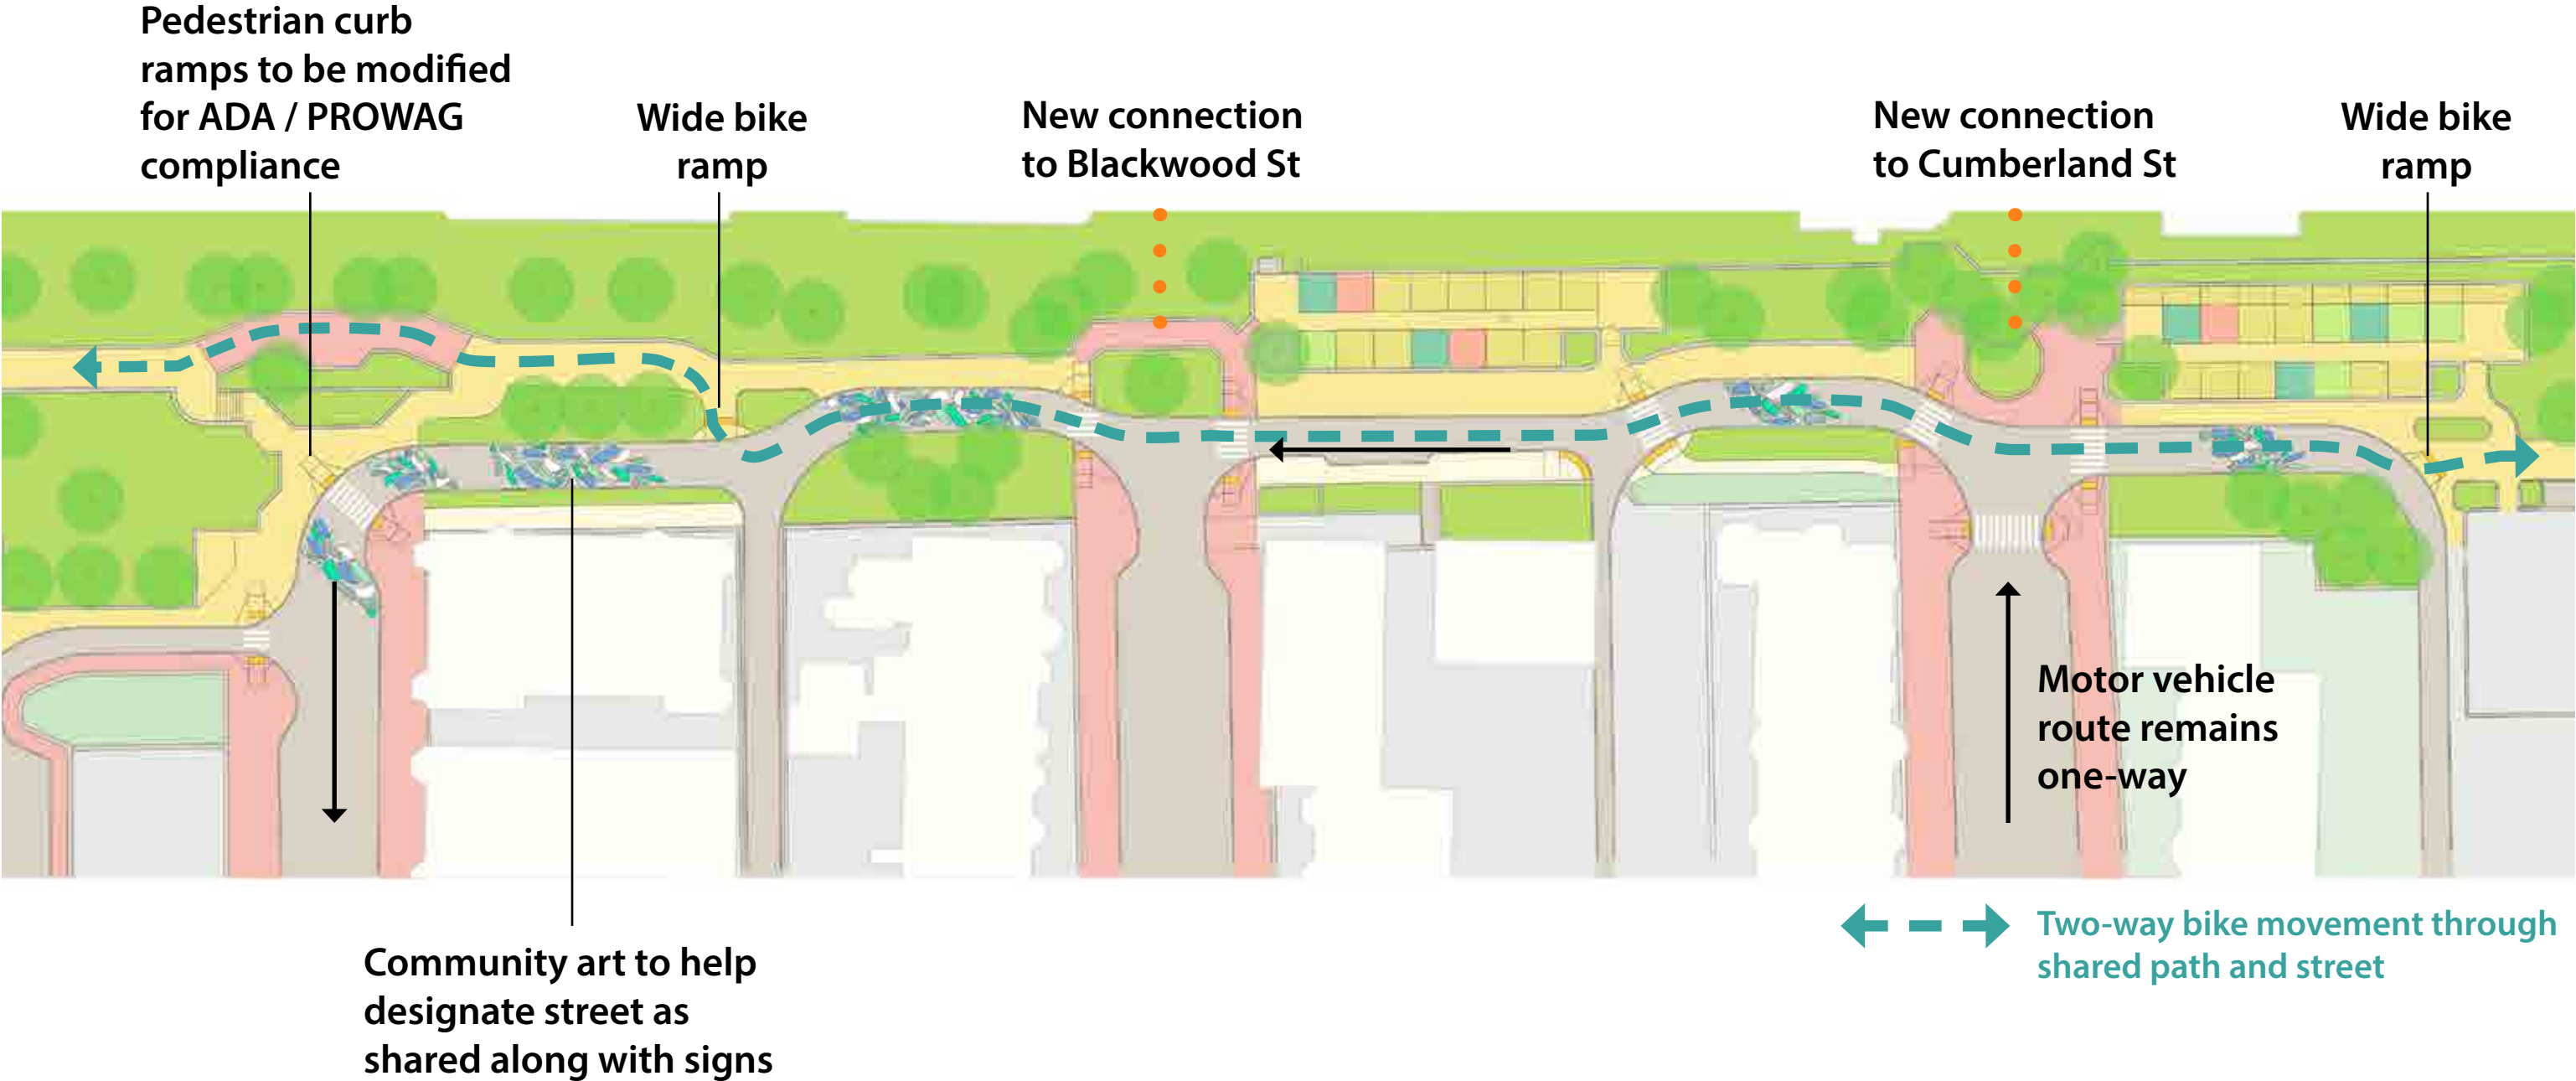 Pedestrian curb
ramps to be modified
for ADA / PROWAG
compliance
Wide bike
ramp
New connection
to Blackwood St
New connection
to Cumberland St
Wide bike
ramp
Motor vehicle
route remains
one-way
Two-way bike movement through
shared path and street
Community art to help
designate street as
shared along with signs